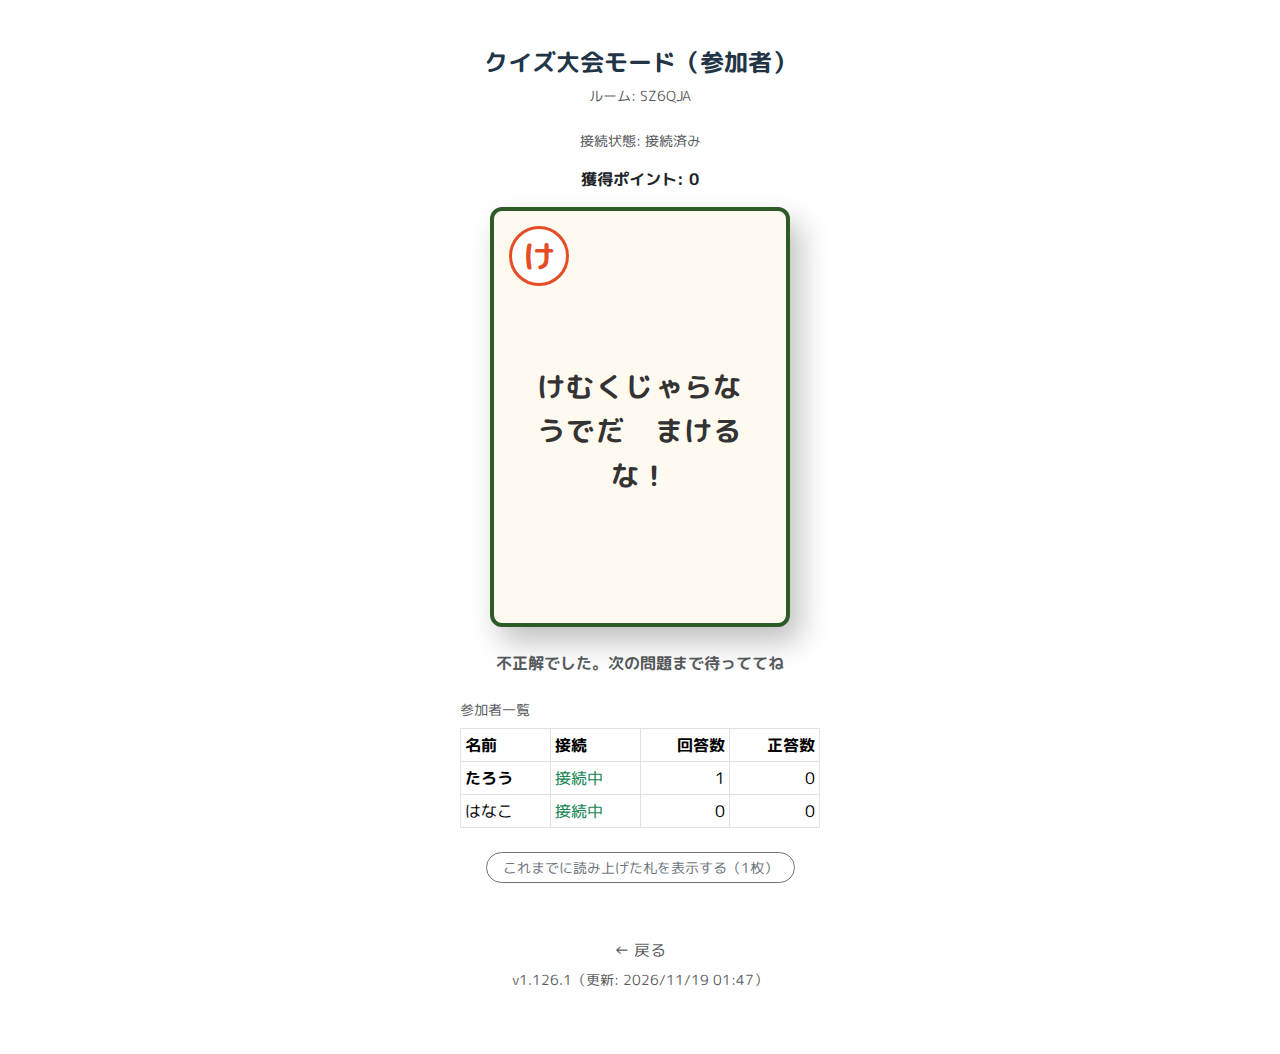 クイズ大会モード（参加者）
ルーム: SZ6QJA
接続状態: 接続済み
獲得ポイント: 0
け
けむくじゃらな
うでだ　まける
な！
不正解でした。次の問題まで待っててね
参加者一覧
名前 接続 回答数 正答数
たろう 接続中 1 0
はなこ 接続中 0 0
これまでに読み上げた札を表示する（1枚）
← 戻る
v1.126.1（更新: 2026/11/19 01:47）